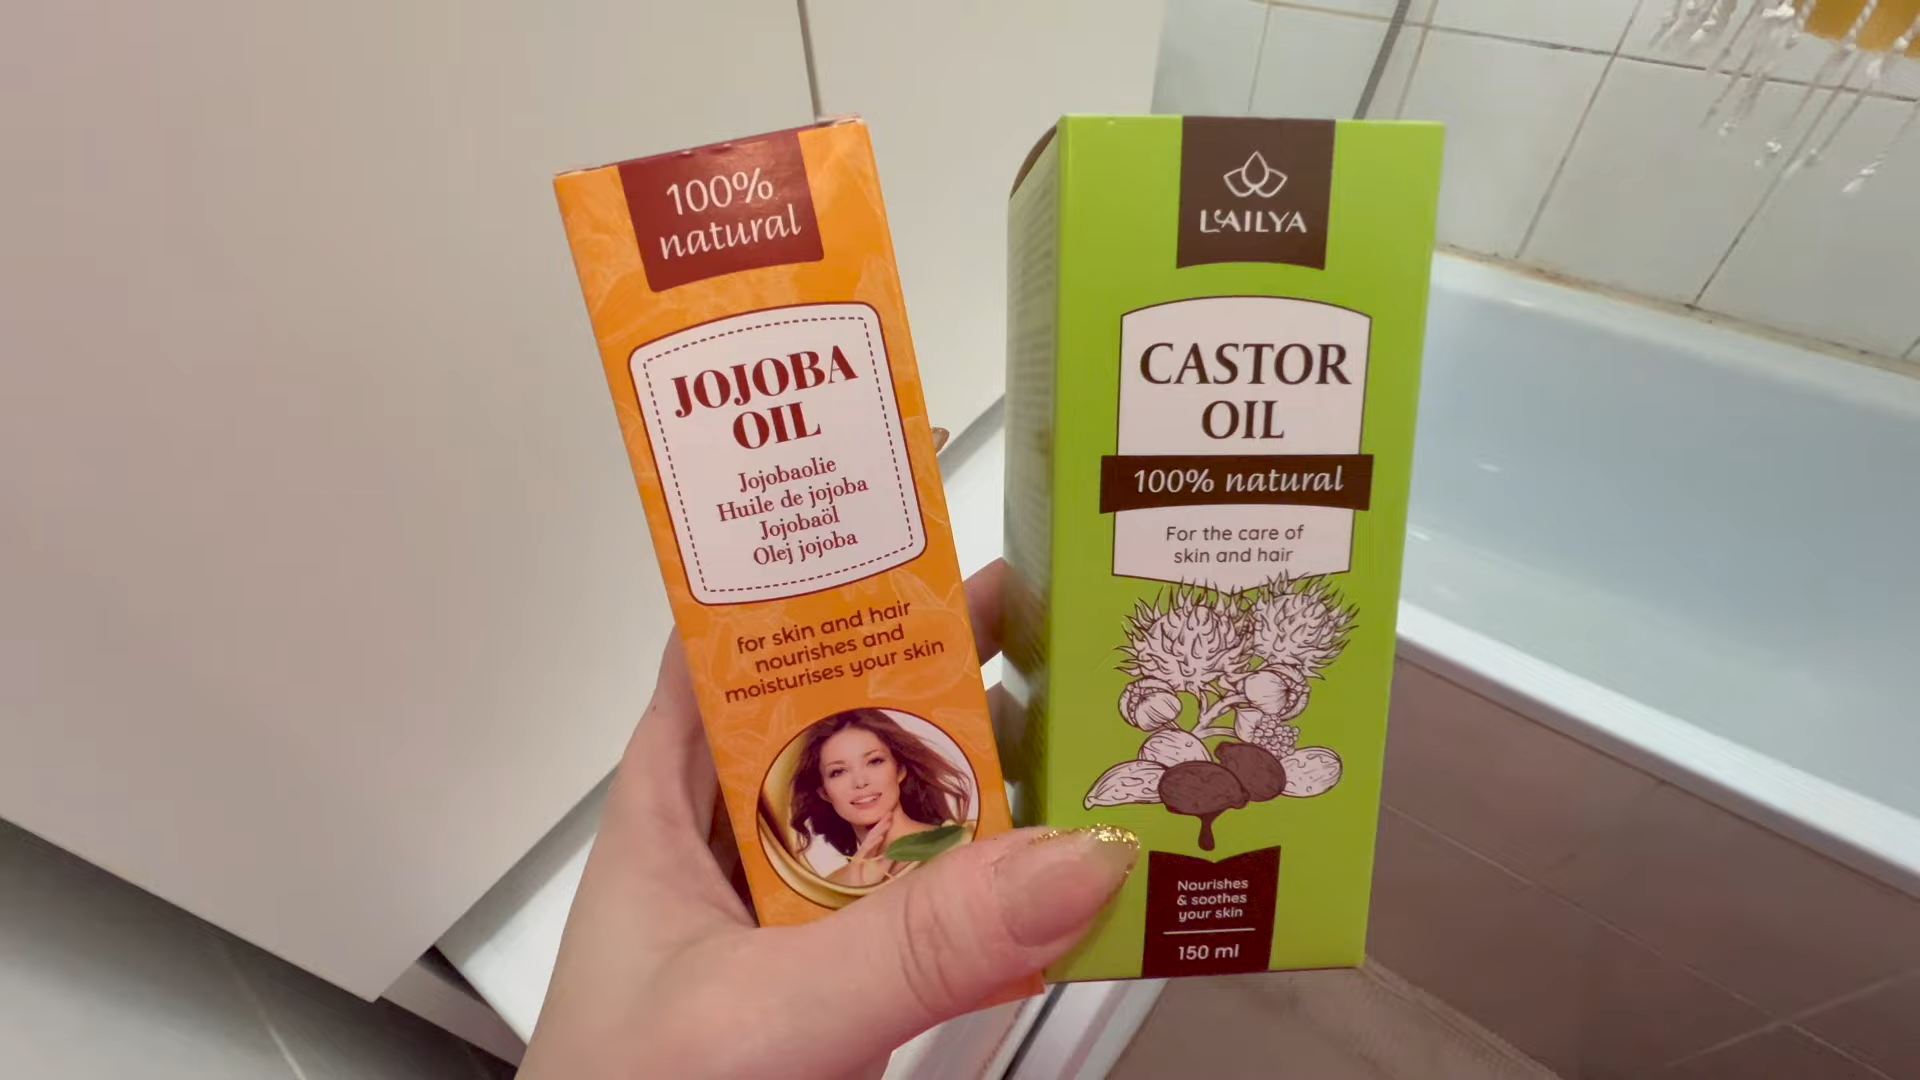 100%
natural
JOJOBA
OIL
Jojobaolie
Huile de jojoba
Jojobaöl
Olej jojoba
for skin and hair
nourishes and
moisturises your skin
L'AILYA
CASTOR
OIL
100% natural
For the care of
skin and hair
Nourishes
& soothes
your skin
150 ml